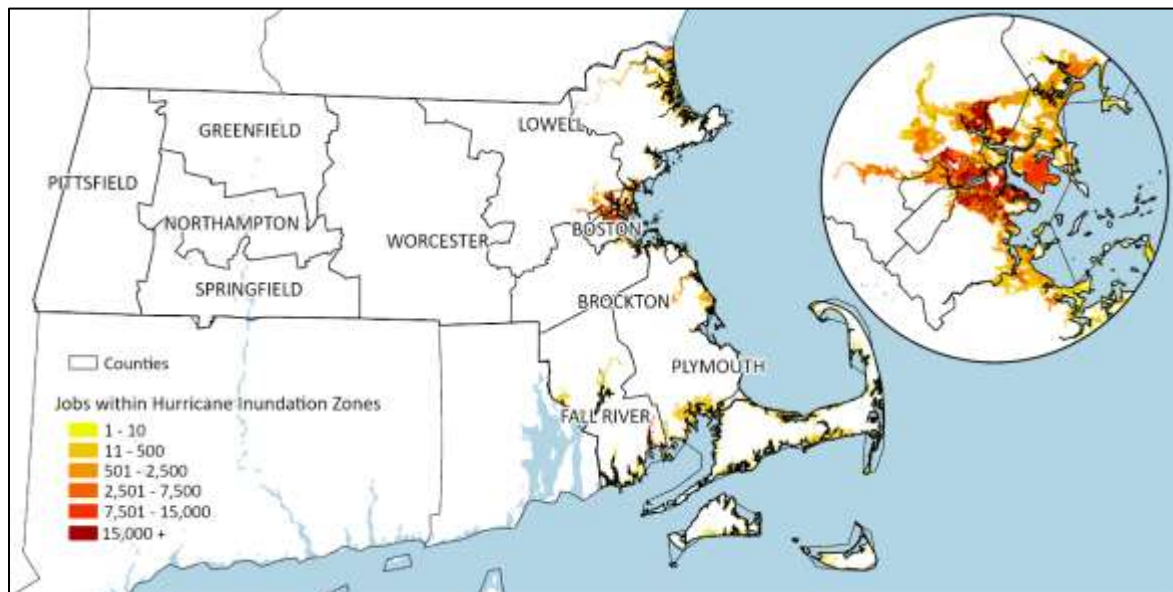 GREENFIELD
LOWELL
PITTSFIELD
NORTHAMPTON
WORCESTER
BOSTON
SPRINGFIELD
BROCKTON
PLYMOUTH
FALL RIVER
Counties
Jobs within Hurricane Inundation Zones
1 - 10
11 - 500
501 - 2,500
2,501 - 7,500
7,501 - 15,000
15,000 +